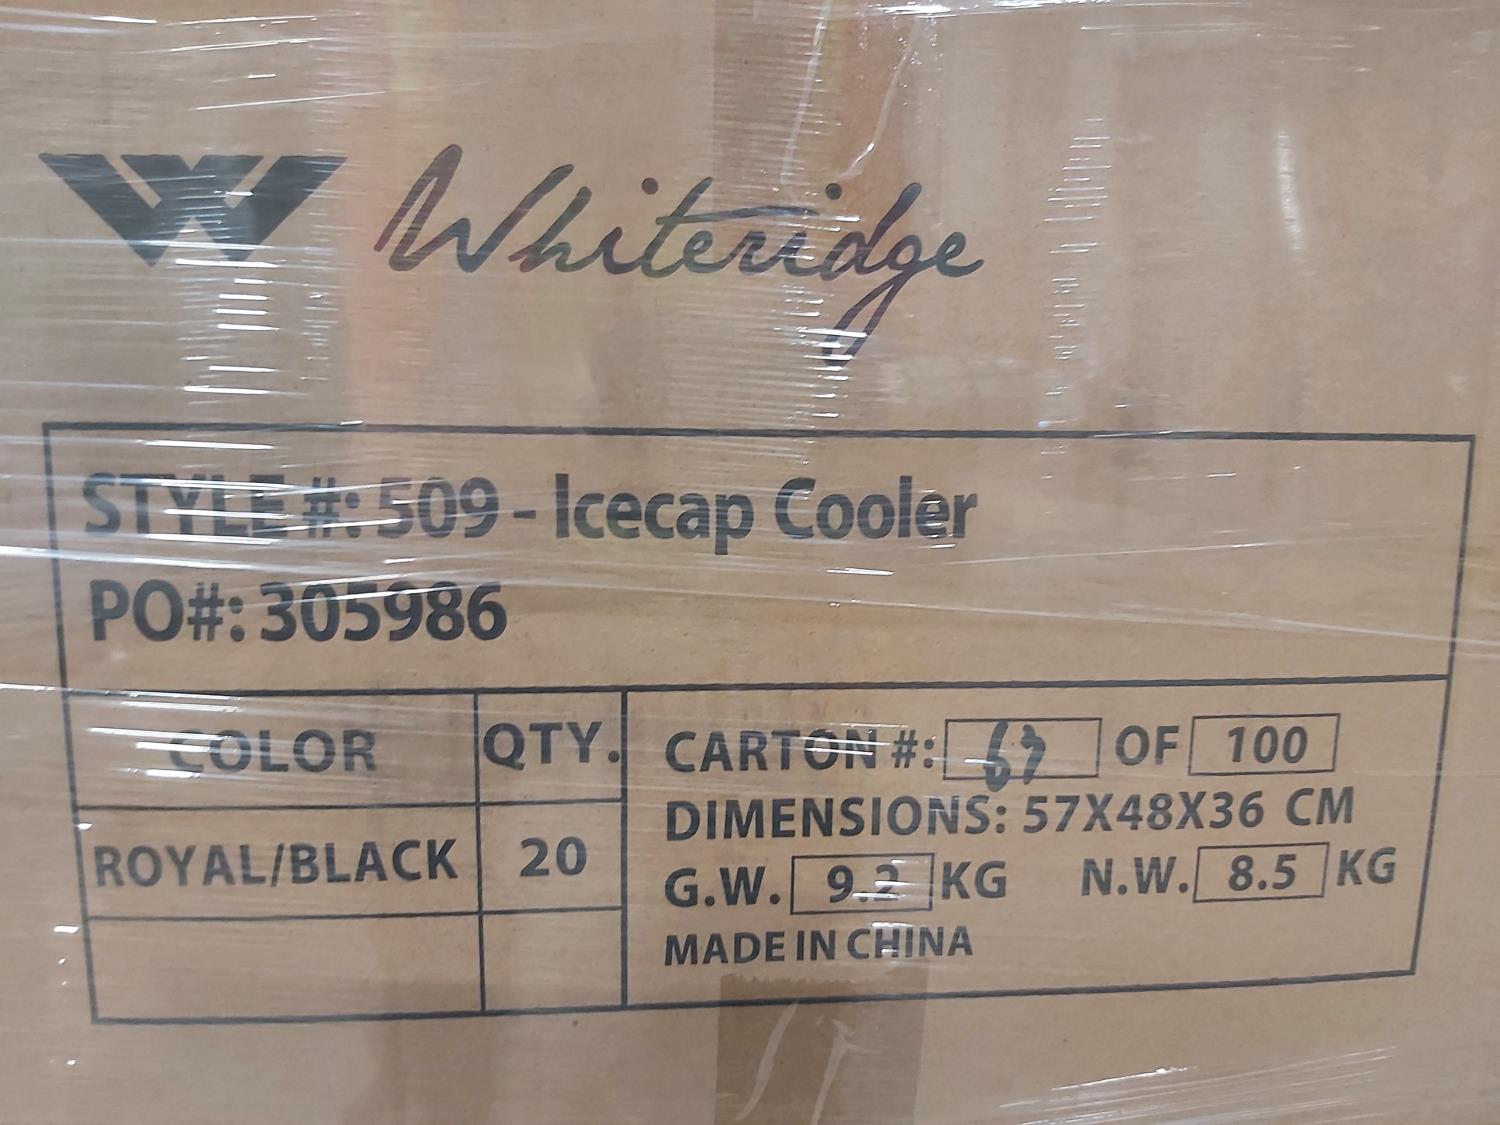 Whiteridge
STYLE #: 509 - Icecap Cooler
PO#: 305986
COLOR QTY.
ROYAL/BLACK 20
CARTON #: 63 OF 100
DIMENSIONS: 57X48X36 CM
G.W. 9.2 KG N.W. 8.5 KG
MADE IN CHINA